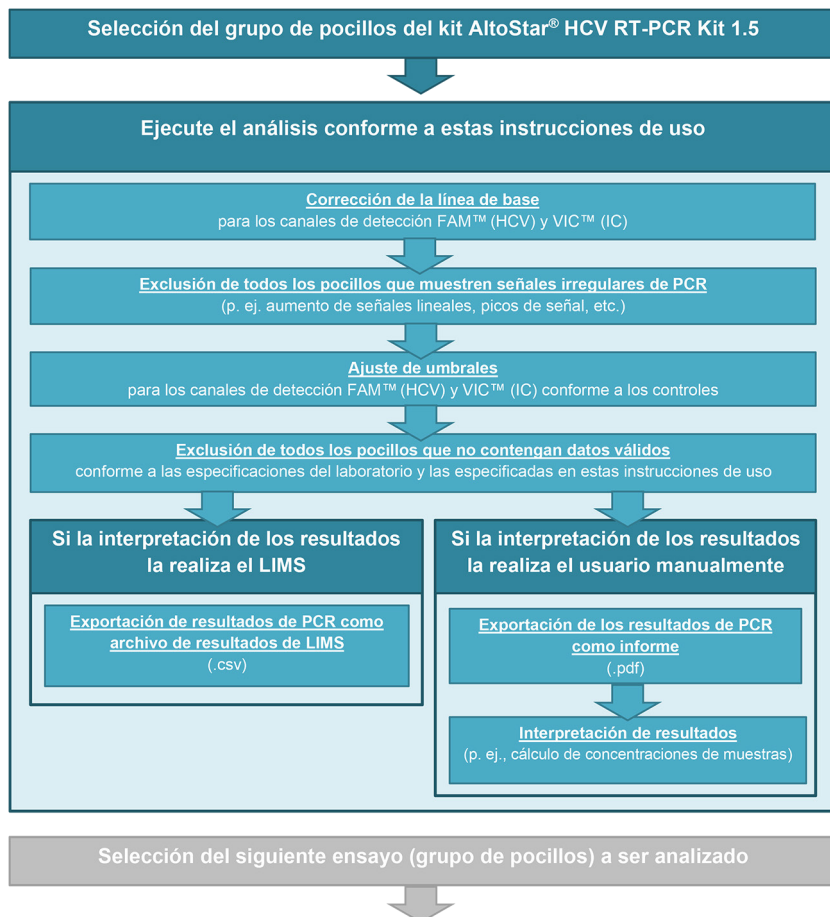 Selección del grupo de pocillos del kit AltoStar® HCV RT-PCR Kit 1.5
Ejecute el análisis conforme a estas instrucciones de uso
Corrección de la línea de base
para los canales de detección FAM™ (HCV) y VIC™ (IC)
Exclusión de todos los pocillos que muestren señales irregulares de PCR
(p. ej. aumento de señales lineales, picos de señal, etc.)
Ajuste de umbrales
para los canales de detección FAM™ (HCV) y VIC™ (IC) conforme a los controles
Exclusión de todos los pocillos que no contengan datos válidos
conforme a las especificaciones del laboratorio y las especificadas en estas instrucciones de uso
Si la interpretación de los resultados
la realiza el LIMS
Exportación de resultados de PCR como
archivo de resultados de LIMS
(.csv)
Si la interpretación de los resultados
la realiza el usuario manualmente
Exportación de los resultados de PCR
como informe
(.pdf)
Interpretación de resultados
(p. ej., cálculo de concentraciones de muestras)
Selección del siguiente ensayo (grupo de pocillos) a ser analizado